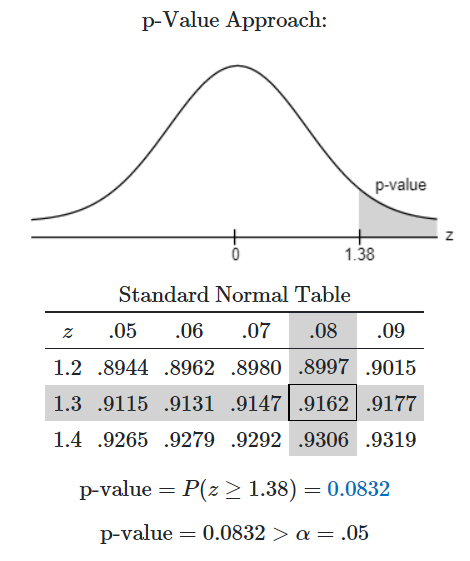 p-Value Approach:
p-value
z
0 1.38
Standard Normal Table
z .05 .06 .07 .08 .09
1.2 .8944 .8962 .8980 .8997 .9015
1.3 .9115 .9131 .9147 .9162 .9177
1.4 .9265 .9279 .9292 .9306 .9319
p-value = P(z ≥ 1.38) = 0.0832
p-value = 0.0832 > α = .05